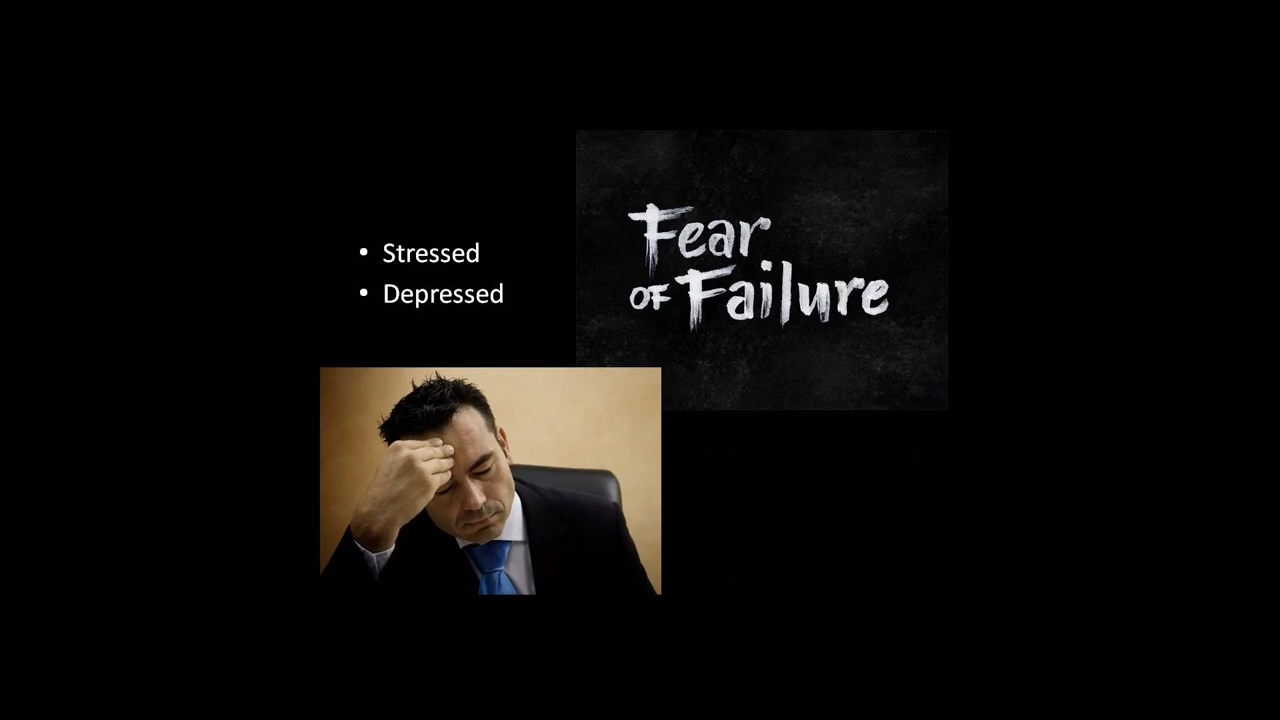 • Stressed
• Depressed
Fear
OF Failure